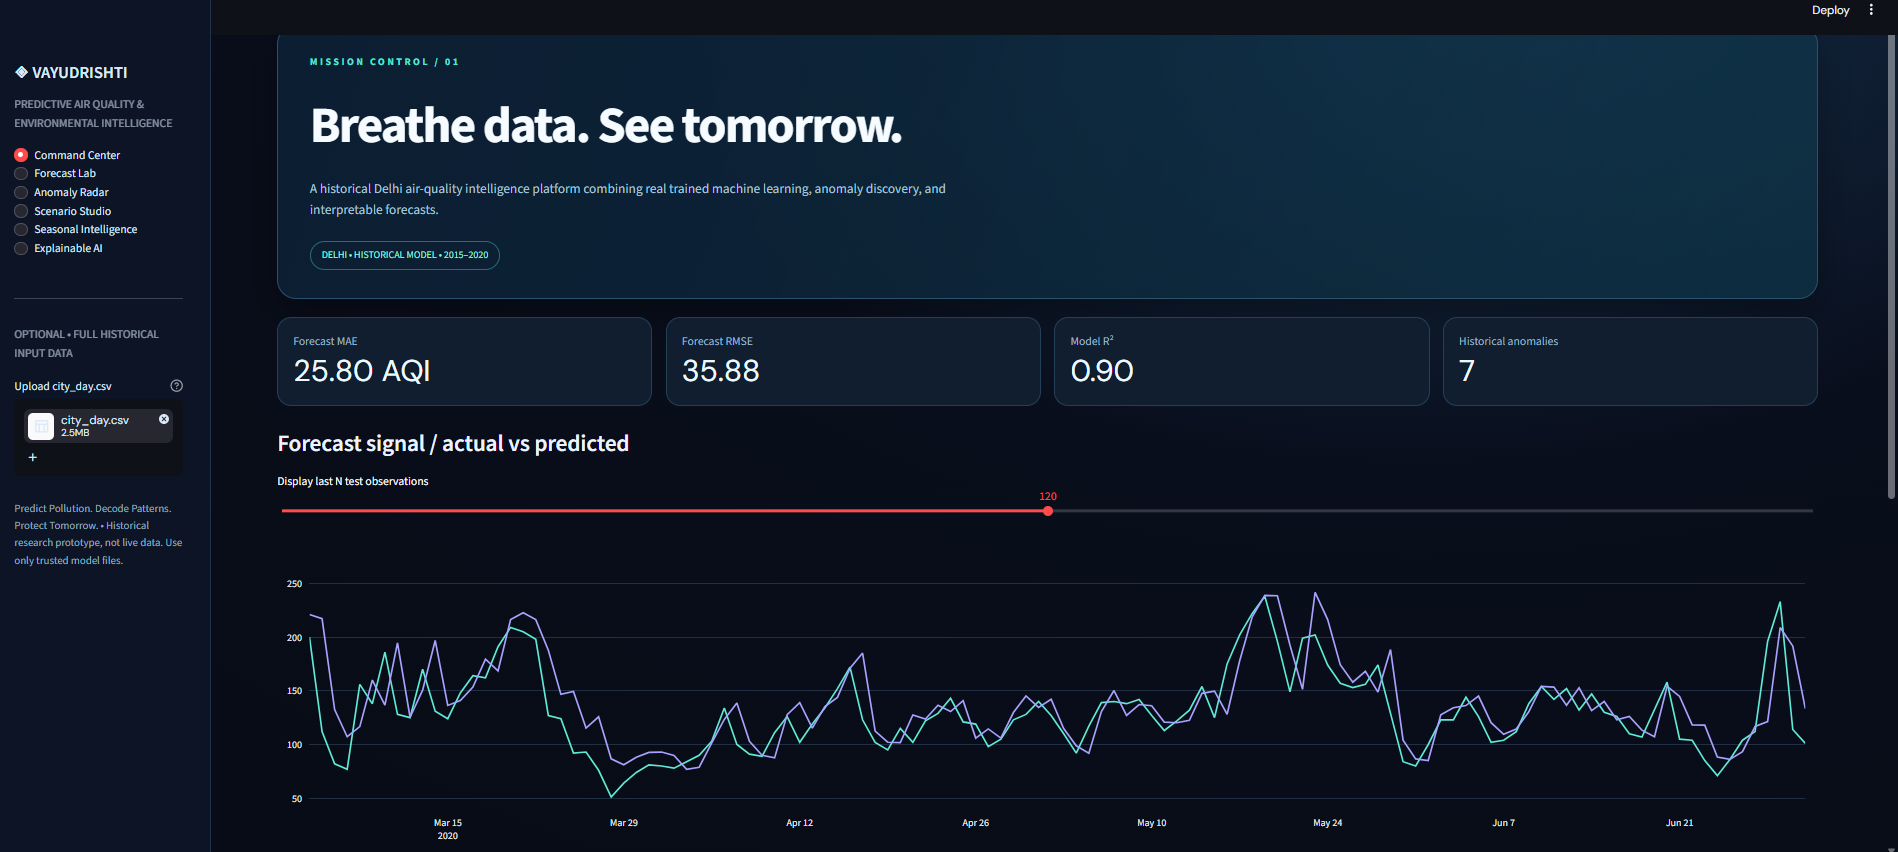 Deploy
VAYUDRISHTI
PREDICTIVE AIR QUALITY &
ENVIRONMENTAL INTELLIGENCE
Command Center
Forecast Lab
Anomaly Radar
Scenario Studio
Seasonal Intelligence
Explainable AI
OPTIONAL • FULL HISTORICAL
INPUT DATA
Upload city_day.csv
city_day.csv
2.5MB
+
Predict Pollution. Decode Patterns.
Protect Tomorrow. • Historical
research prototype, not live data. Use
only trusted model files.
MISSION CONTROL / 01
Breathe data. See tomorrow.
A historical Delhi air-quality intelligence platform combining real trained machine learning, anomaly discovery, and
interpretable forecasts.
DELHI • HISTORICAL MODEL • 2015–2020
Forecast MAE
25.80 AQI
Forecast RMSE
35.88
Model R²
0.90
Historical anomalies
7
Forecast signal / actual vs predicted
Display last N test observations
120
250
200
150
100
50
Mar 15
2020
Mar 29
Apr 12
Apr 26
May 10
May 24
Jun 7
Jun 21